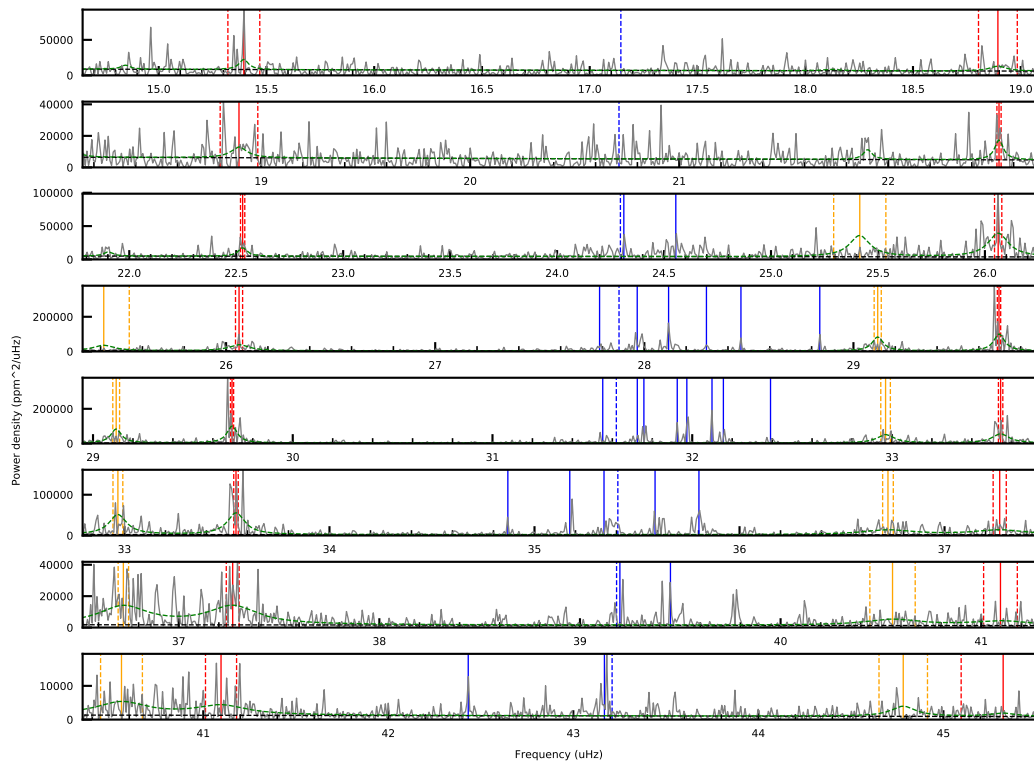 50000
0
15.0 15.5 16.0 16.5 17.0 17.5 18.0 18.5 19.0
40000
20000
0
19 20 21 22
100000
50000
0
22.0 22.5 23.0 23.5 24.0 24.5 25.0 25.5 26.0
200000
0
26 27 28 29
200000
0
29 30 31 32 33
Power density (ppm^2/uHz)
100000
0
33 34 35 36 37
40000
20000
0
37 38 39 40 41
10000
0
41 42 43 44 45
Frequency (uHz)